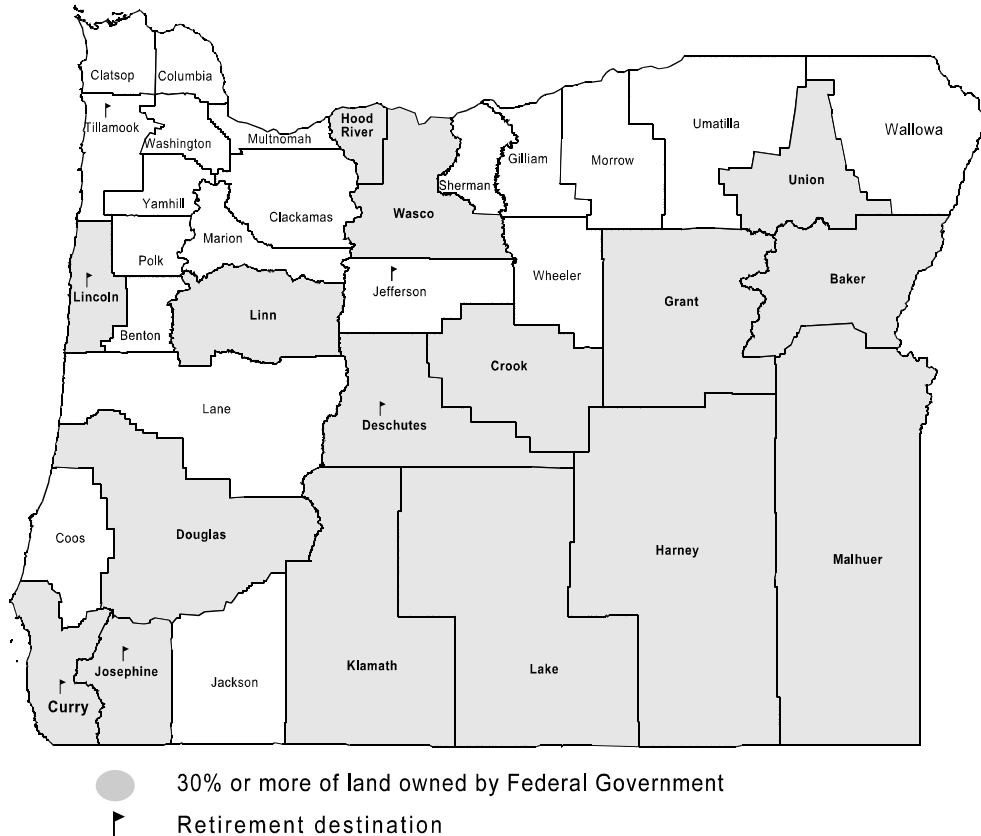 Clatsop
Columbia
Tillamook
Washington
Multnomah
Hood
River
Sherman
Gilliam
Morrow
Umatilla
Wallowa
Union
Yamhill
Clackamas
Wasco
Marion
Polk
Lincoln
Benton
Linn
Jefferson
Wheeler
Grant
Baker
Crook
Lane
Deschutes
Coos
Douglas
Harney
Malhuer
Curry
Josephine
Jackson
Klamath
Lake
30% or more of land owned by Federal Government
Retirement destination